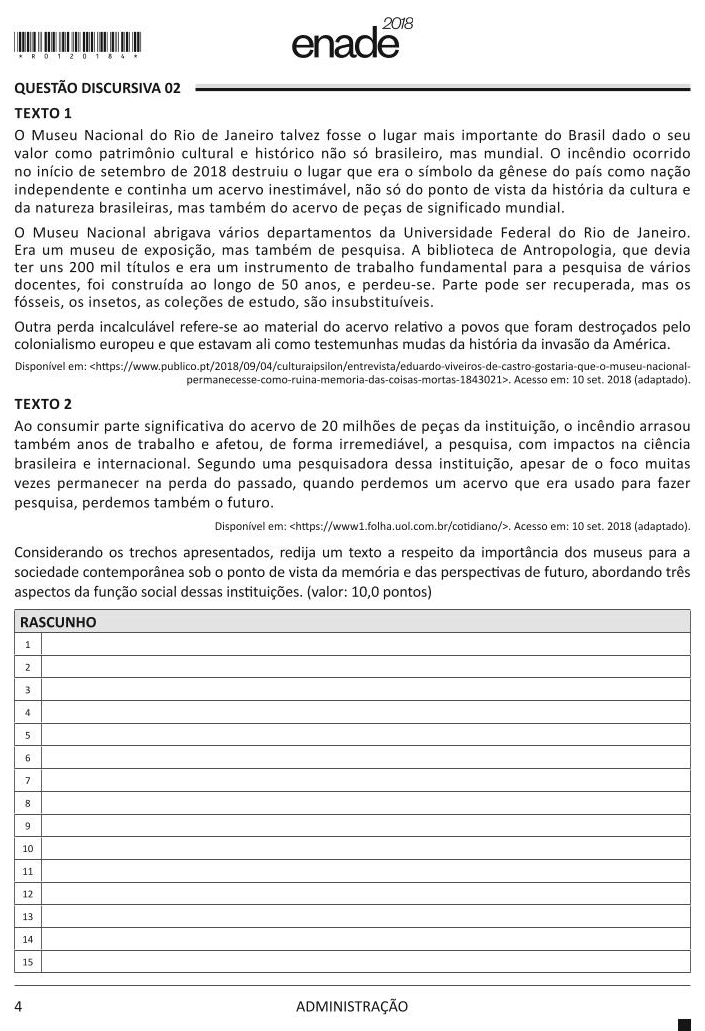 2018
enade
* R 0 1 2 0 1 8 4 *
QUESTÃO DISCURSIVA 02
TEXTO 1
O Museu Nacional do Rio de Janeiro talvez fosse o lugar mais importante do Brasil dado o seu
valor como patrimônio cultural e histórico não só brasileiro, mas mundial. O incêndio ocorrido
no início de setembro de 2018 destruiu o lugar que era o símbolo da gênese do país como nação
independente e continha um acervo inestimável, não só do ponto de vista da história da cultura e
da natureza brasileiras, mas também do acervo de peças de significado mundial.
O Museu Nacional abrigava vários departamentos da Universidade Federal do Rio de Janeiro.
Era um museu de exposição, mas também de pesquisa. A biblioteca de Antropologia, que devia
ter uns 200 mil títulos e era um instrumento de trabalho fundamental para a pesquisa de vários
docentes, foi construída ao longo de 50 anos, e perdeu-se. Parte pode ser recuperada, mas os
fósseis, os insetos, as coleções de estudo, são insubstituíveis.
Outra perda incalculável refere-se ao material do acervo relativo a povos que foram destroçados pelo
colonialismo europeu e que estavam ali como testemunhas mudas da história da invasão da América.
Disponível em: <https://www.publico.pt/2018/09/04/culturaipsilon/entrevista/eduardo-viveiros-de-castro-gostaria-que-o-museu-nacional-
permanecesse-como-ruina-memoria-das-coisas-mortas-1843021>. Acesso em: 10 set. 2018 (adaptado).
TEXTO 2
Ao consumir parte significativa do acervo de 20 milhões de peças da instituição, o incêndio arrasou
também anos de trabalho e afetou, de forma irremediável, a pesquisa, com impactos na ciência
brasileira e internacional. Segundo uma pesquisadora dessa instituição, apesar de o foco muitas
vezes permanecer na perda do passado, quando perdemos um acervo que era usado para fazer
pesquisa, perdemos também o futuro.
Disponível em: <https://www1.folha.uol.com.br/cotidiano/>. Acesso em: 10 set. 2018 (adaptado).
Considerando os trechos apresentados, redija um texto a respeito da importância dos museus para a
sociedade contemporânea sob o ponto de vista da memória e das perspectivas de futuro, abordando três
aspectos da função social dessas instituições. (valor: 10,0 pontos)
RASCUNHO
1
2
3
4
5
6
7
8
9
10
11
12
13
14
15
4
ADMINISTRAÇÃO